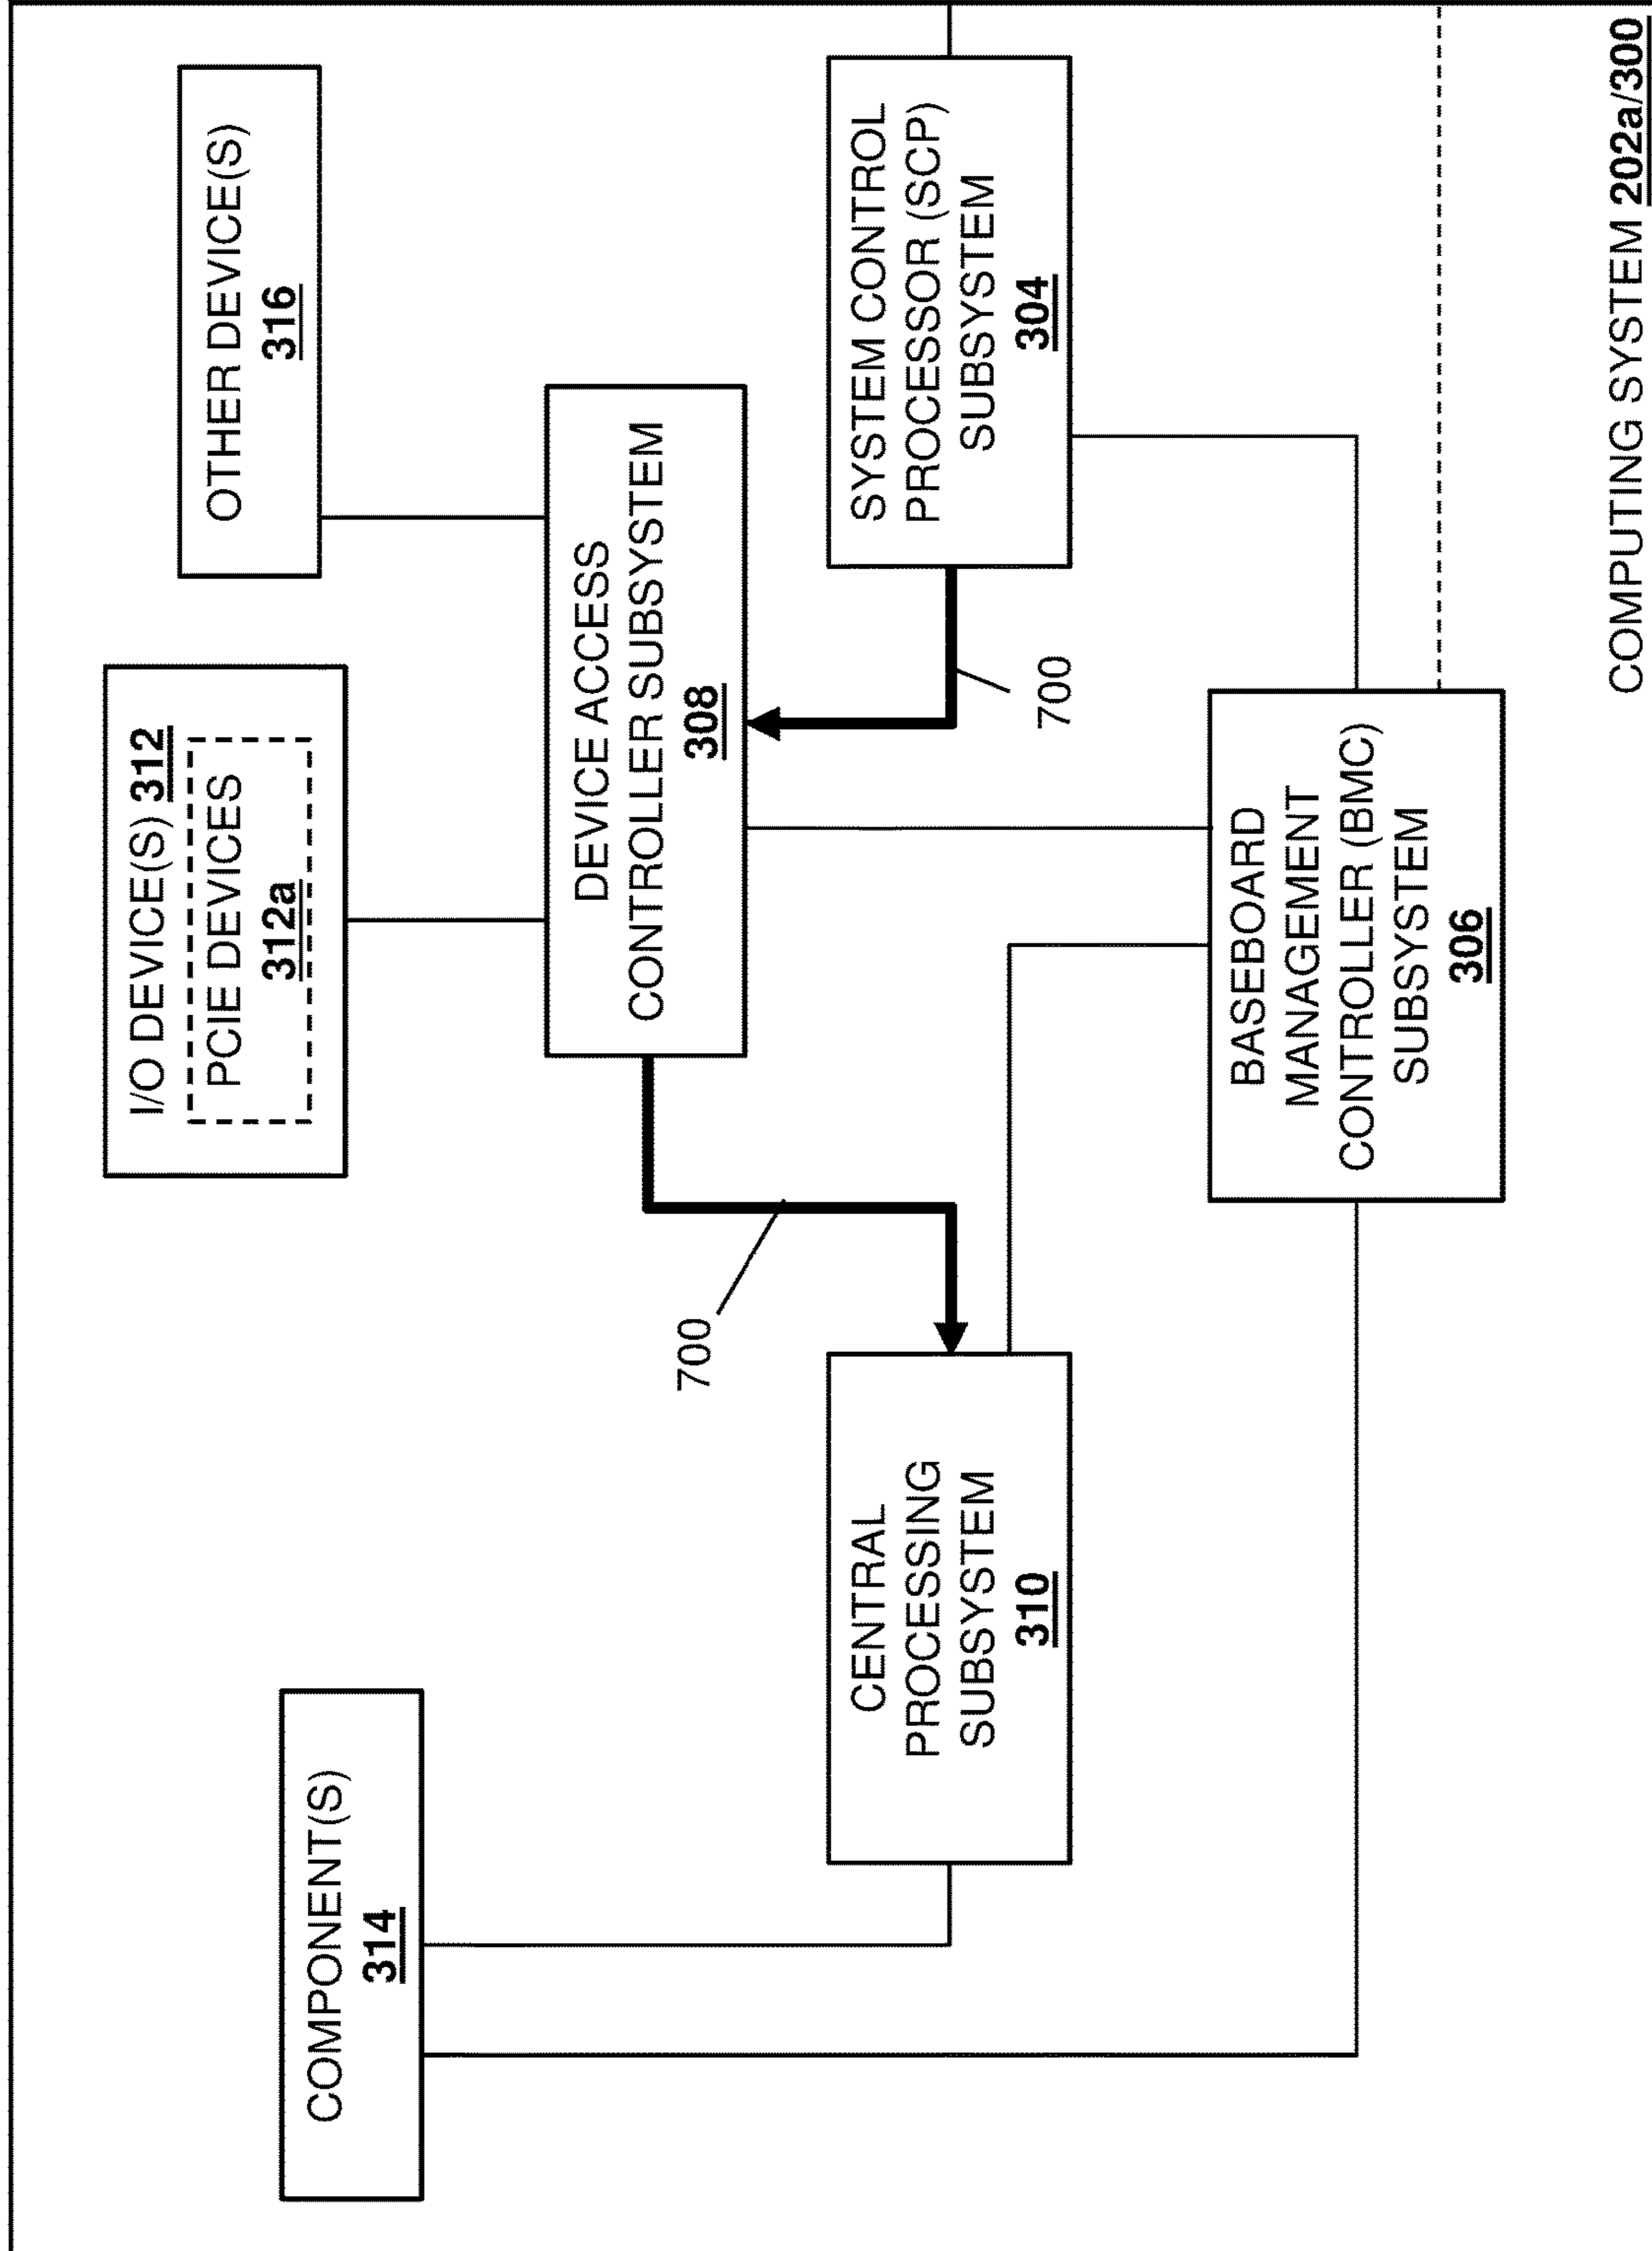 COMPONENT(S)
314
I/O DEVICE(S) 312
PCIE DEVICES
312a
OTHER DEVICE(S)
316
DEVICE ACCESS
CONTROLLER SUBSYSTEM
308
700
700
CENTRAL
PROCESSING
SUBSYSTEM
310
SYSTEM CONTROL
PROCESSOR (SCP)
SUBSYSTEM
304
BASEBOARD
MANAGEMENT
CONTROLLER (BMC)
SUBSYSTEM
306
COMPUTING SYSTEM 202a/300